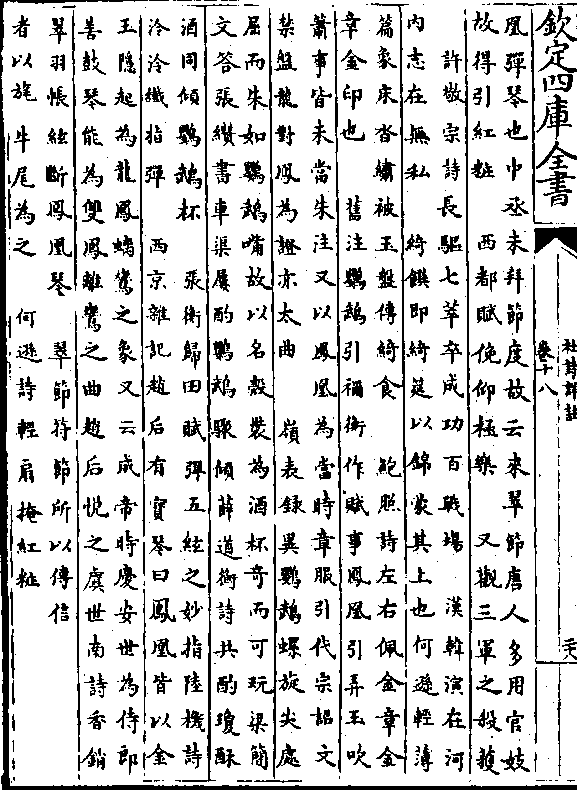 欽定四庫全書
杜詩詳註
卷十八
二十八
凰彈琴也中丞未拜節度故云來翠節唐人多用官妓
故得引紅粧　西都賦俛仰極樂　又觀三軍之殺獲
許敬宗詩長驅七萃卒成功百戰場　漢韓演在河
内志在無私　綺饌即綺筵以錦蒙其上也何遜輕薄
篇象床沓繡被玉盤傳綺食　鮑照詩左右佩金章金
章金印也　舊注鸚鵡引禰衡作賦事鳳凰引弄玉吹
簫事皆未當朱注又以鳳凰為當時章服引代宗詔文
禁盤龍對鳳為證亦太曲　嶺表錄異鸚鵡螺旋尖處
屈而朱如鸚鵡嘴故以名殼裝為酒杯奇而可玩梁簡
文答張纘書車渠屢酌鸚鵡驟傾薛道衡詩共酌瓊酥
酒同傾鸚鵡杯　張衡歸田賦彈五絃之妙指陸機詩
泠泠纖指彈　西京雜記趙后有寶琴曰鳳凰皆以金
玉隱起為龍鳳螭鸞之象又云成帝時慶安世為侍郎
善鼓琴能為雙鳳離鸞之曲趙后悅之虞世南詩香銷
翠羽帳絃斷鳳凰琴　翠節符節所以傳信
者以旄牛尾為之　何遜詩輕扇掩紅粧